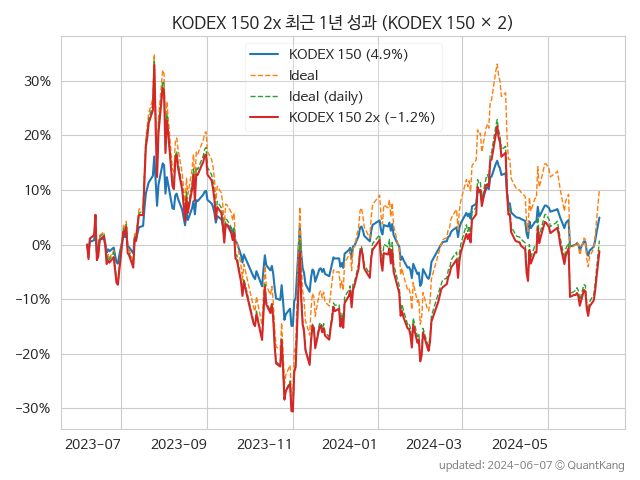 KODEX 150 2x 최근 1년 성과 (KODEX 150 × 2)
KODEX 150 (4.9%)
Ideal
Ideal (daily)
KODEX 150 2x (−1.2%)
30%
20%
10%
0%
−10%
−20%
−30%
2023-07 2023-09 2023-11 2024-01 2024-03 2024-05
updated: 2024-06-07 © QuantKang